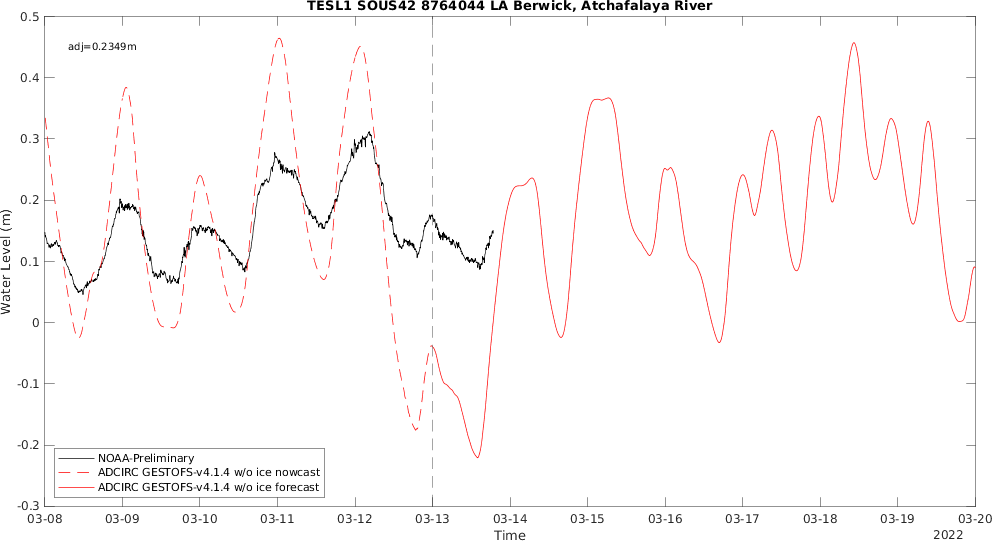 TESL1 SOUS42 8764044 LA Berwick, Atchafalaya River
adj=0.2349m
0.5
0.4
0.3
0.2
0.1
0
-0.1
-0.2
-0.3
Water Level (m)
NOAA-Preliminary
ADCIRC GESTOFS-v4.1.4 w/o ice nowcast
ADCIRC GESTOFS-v4.1.4 w/o ice forecast
03-08 03-09 03-10 03-11 03-12 03-13 03-14 03-15 03-16 03-17 03-18 03-19 03-20
Time
2022